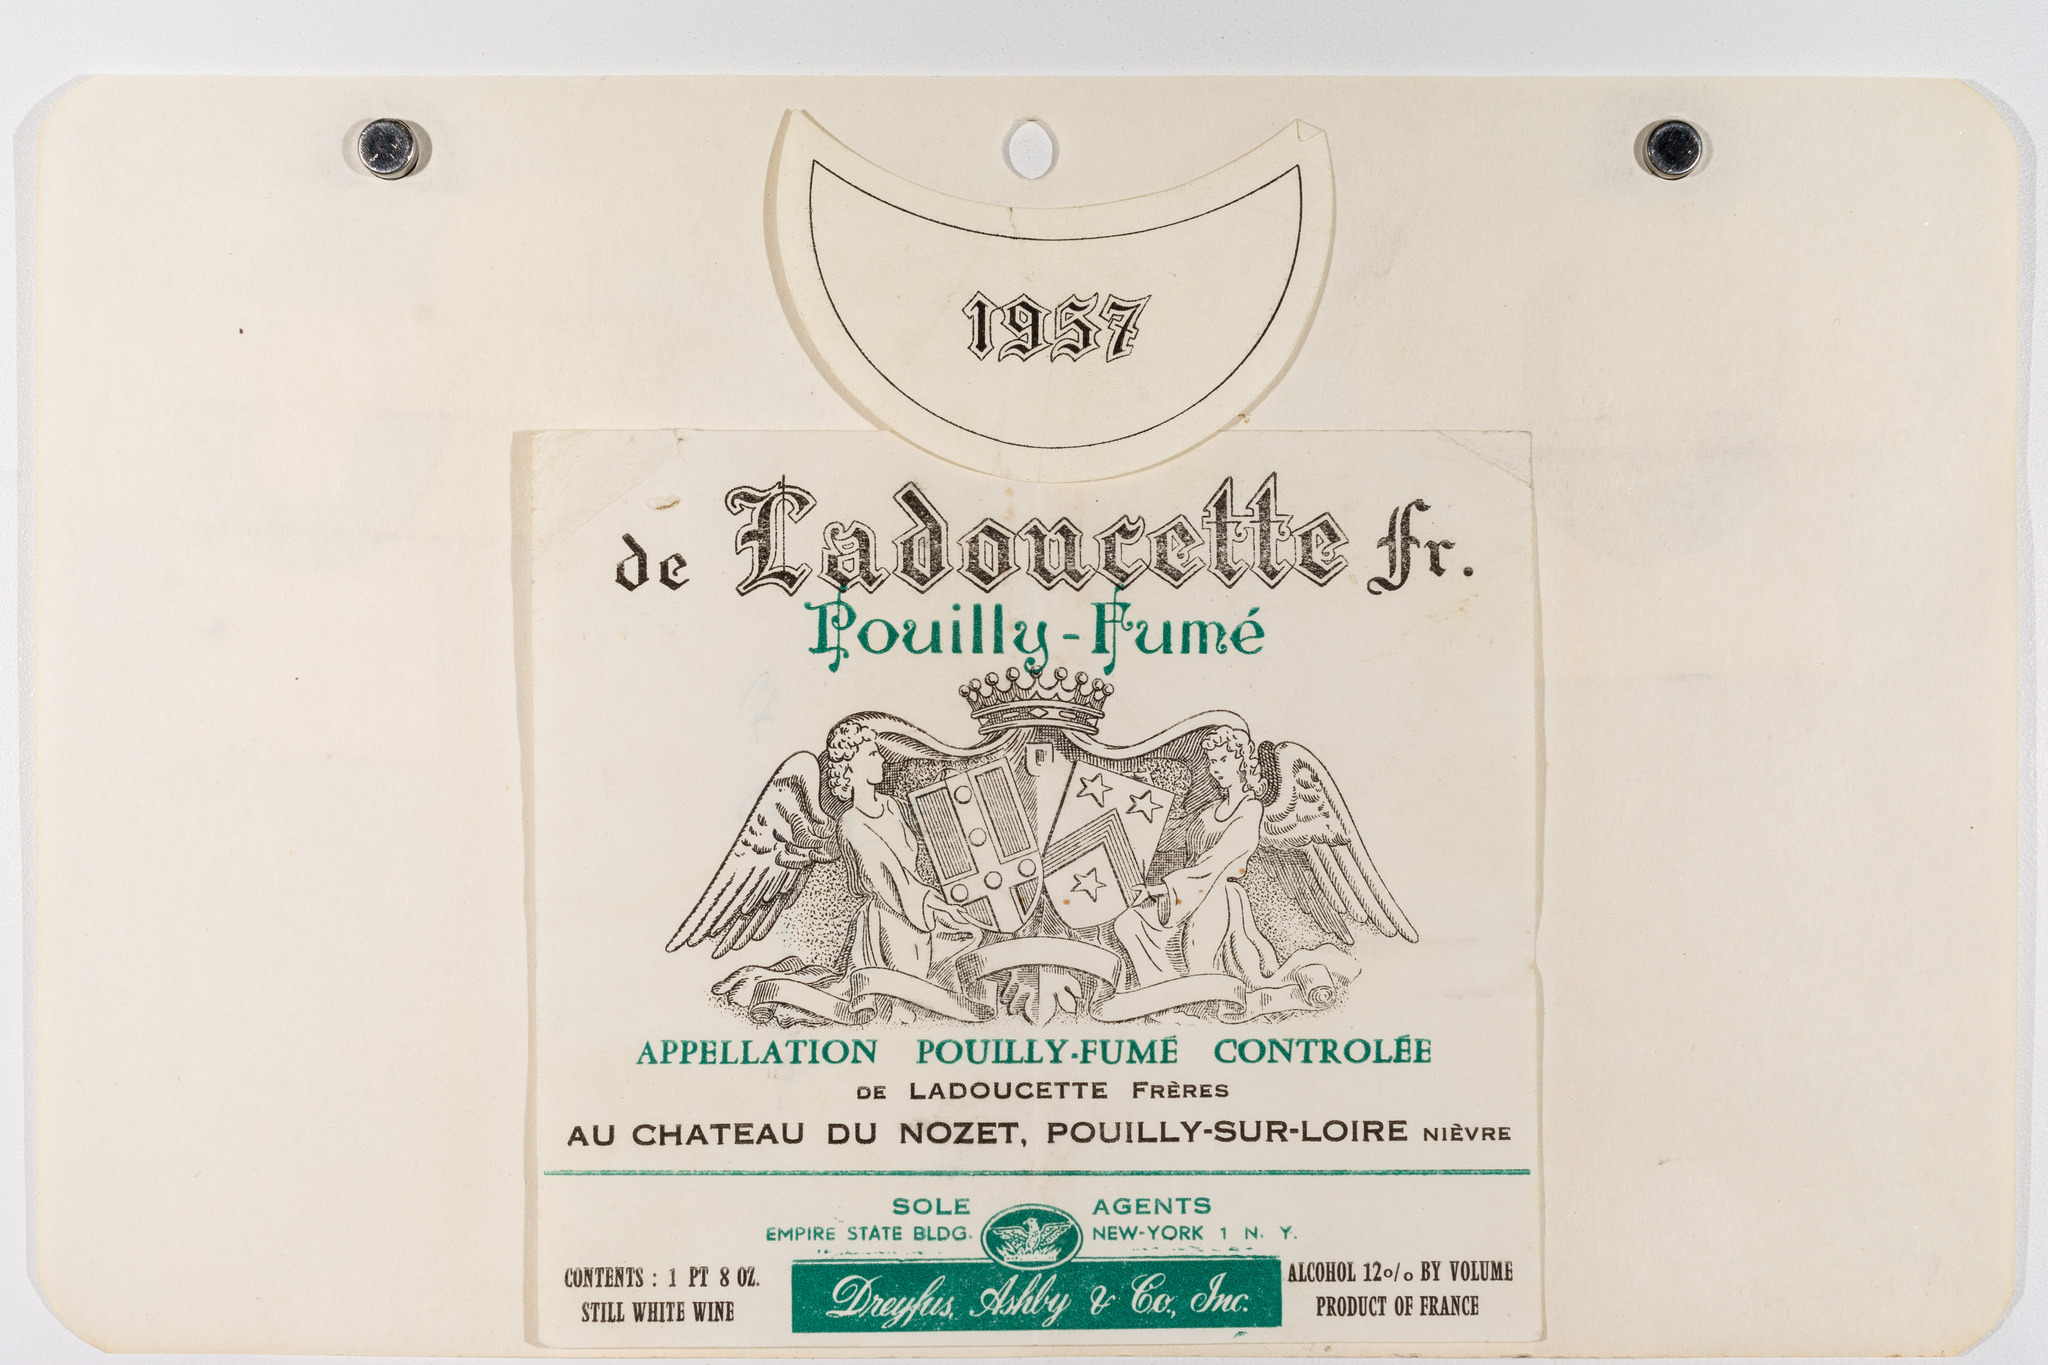 1957
de Ladoucette fr.
Pouilly-Fumé
APPELLATION POUILLY-FUMÉ CONTROLÉE
DE LADOUCETTE FRÈRES
AU CHATEAU DU NOZET, POUILLY-SUR-LOIRE NIÈVRE
SOLE AGENTS
EMPIRE STATE BLDG. NEW-YORK 1 N. Y.
CONTENTS : 1 PT 8 OZ.
STILL WHITE WINE
Dreyfus, Ashby & Co, Inc.
ALCOHOL 12o/o BY VOLUME
PRODUCT OF FRANCE